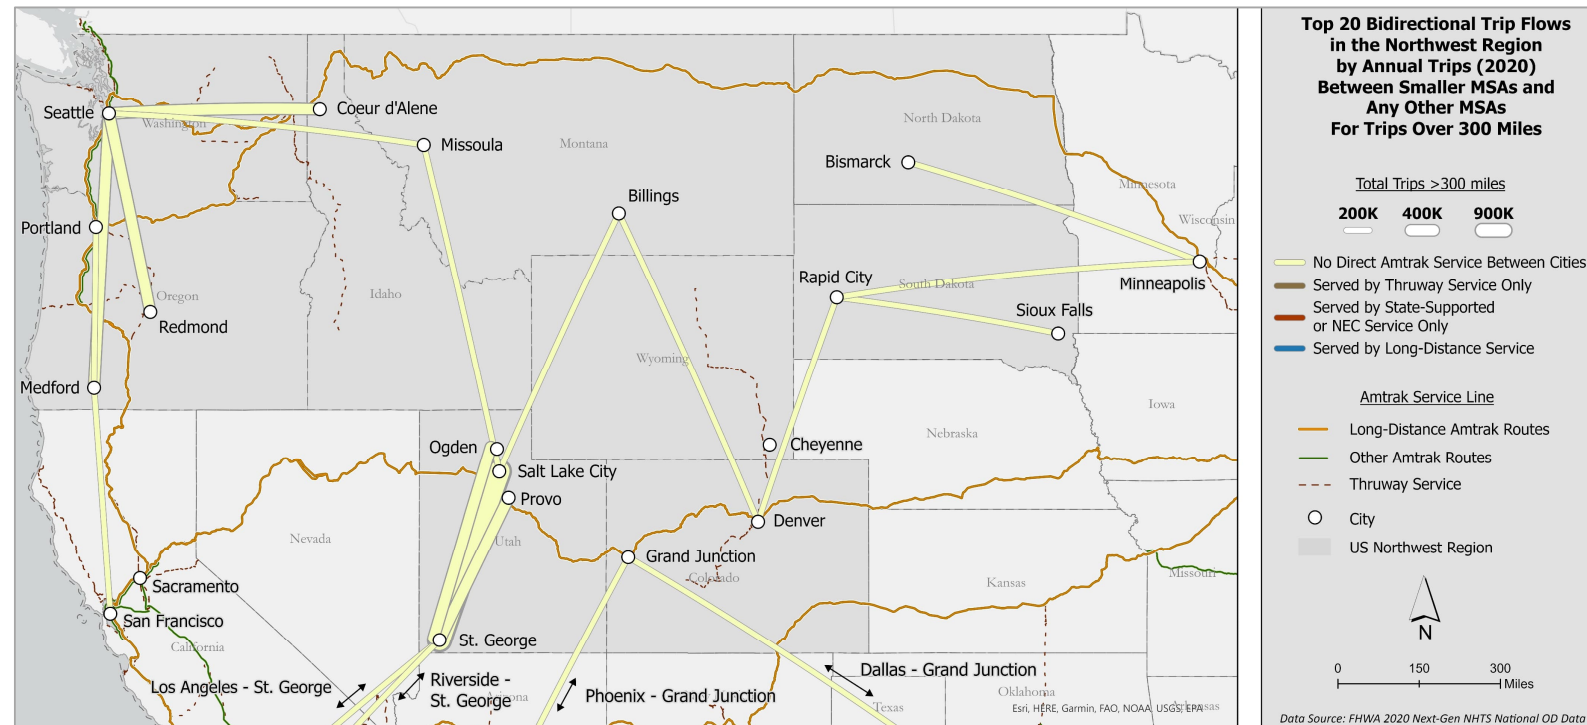 Top 20 Bidirectional Trip Flows
in the Northwest Region
by Annual Trips (2020)
Between Smaller MSAs and
Any Other MSAs
For Trips Over 300 Miles
Total Trips >300 miles
200K 400K 900K
No Direct Amtrak Service Between Cities
Served by Thruway Service Only
Served by State-Supported
or NEC Service Only
Served by Long-Distance Service
Amtrak Service Line
Long-Distance Amtrak Routes
Other Amtrak Routes
Thruway Service
City
US Northwest Region
N
0 150 300
Miles
Data Source: FHWA 2020 Next-Gen NHTS National OD Data
Seattle
Coeur d'Alene
Washington
Missoula
Montana
North Dakota
Bismarck
Minnesota
Billings
Wisconsin
Portland
Rapid City
South Dakota
Minneapolis
Oregon
Idaho
Redmond
Sioux Falls
Wyoming
Medford
Iowa
Ogden
Cheyenne
Nebraska
Salt Lake City
Provo
Denver
Nevada
Utah
Grand Junction
Colorado
Kansas
Missouri
Sacramento
San Francisco
California
St. George
Los Angeles - St. George
Riverside -
St. George
Arizona
Phoenix - Grand Junction
Dallas - Grand Junction
Oklahoma
Texas
Arkansas
Esri, HERE, Garmin, FAO, NOAA, USGS, EPA